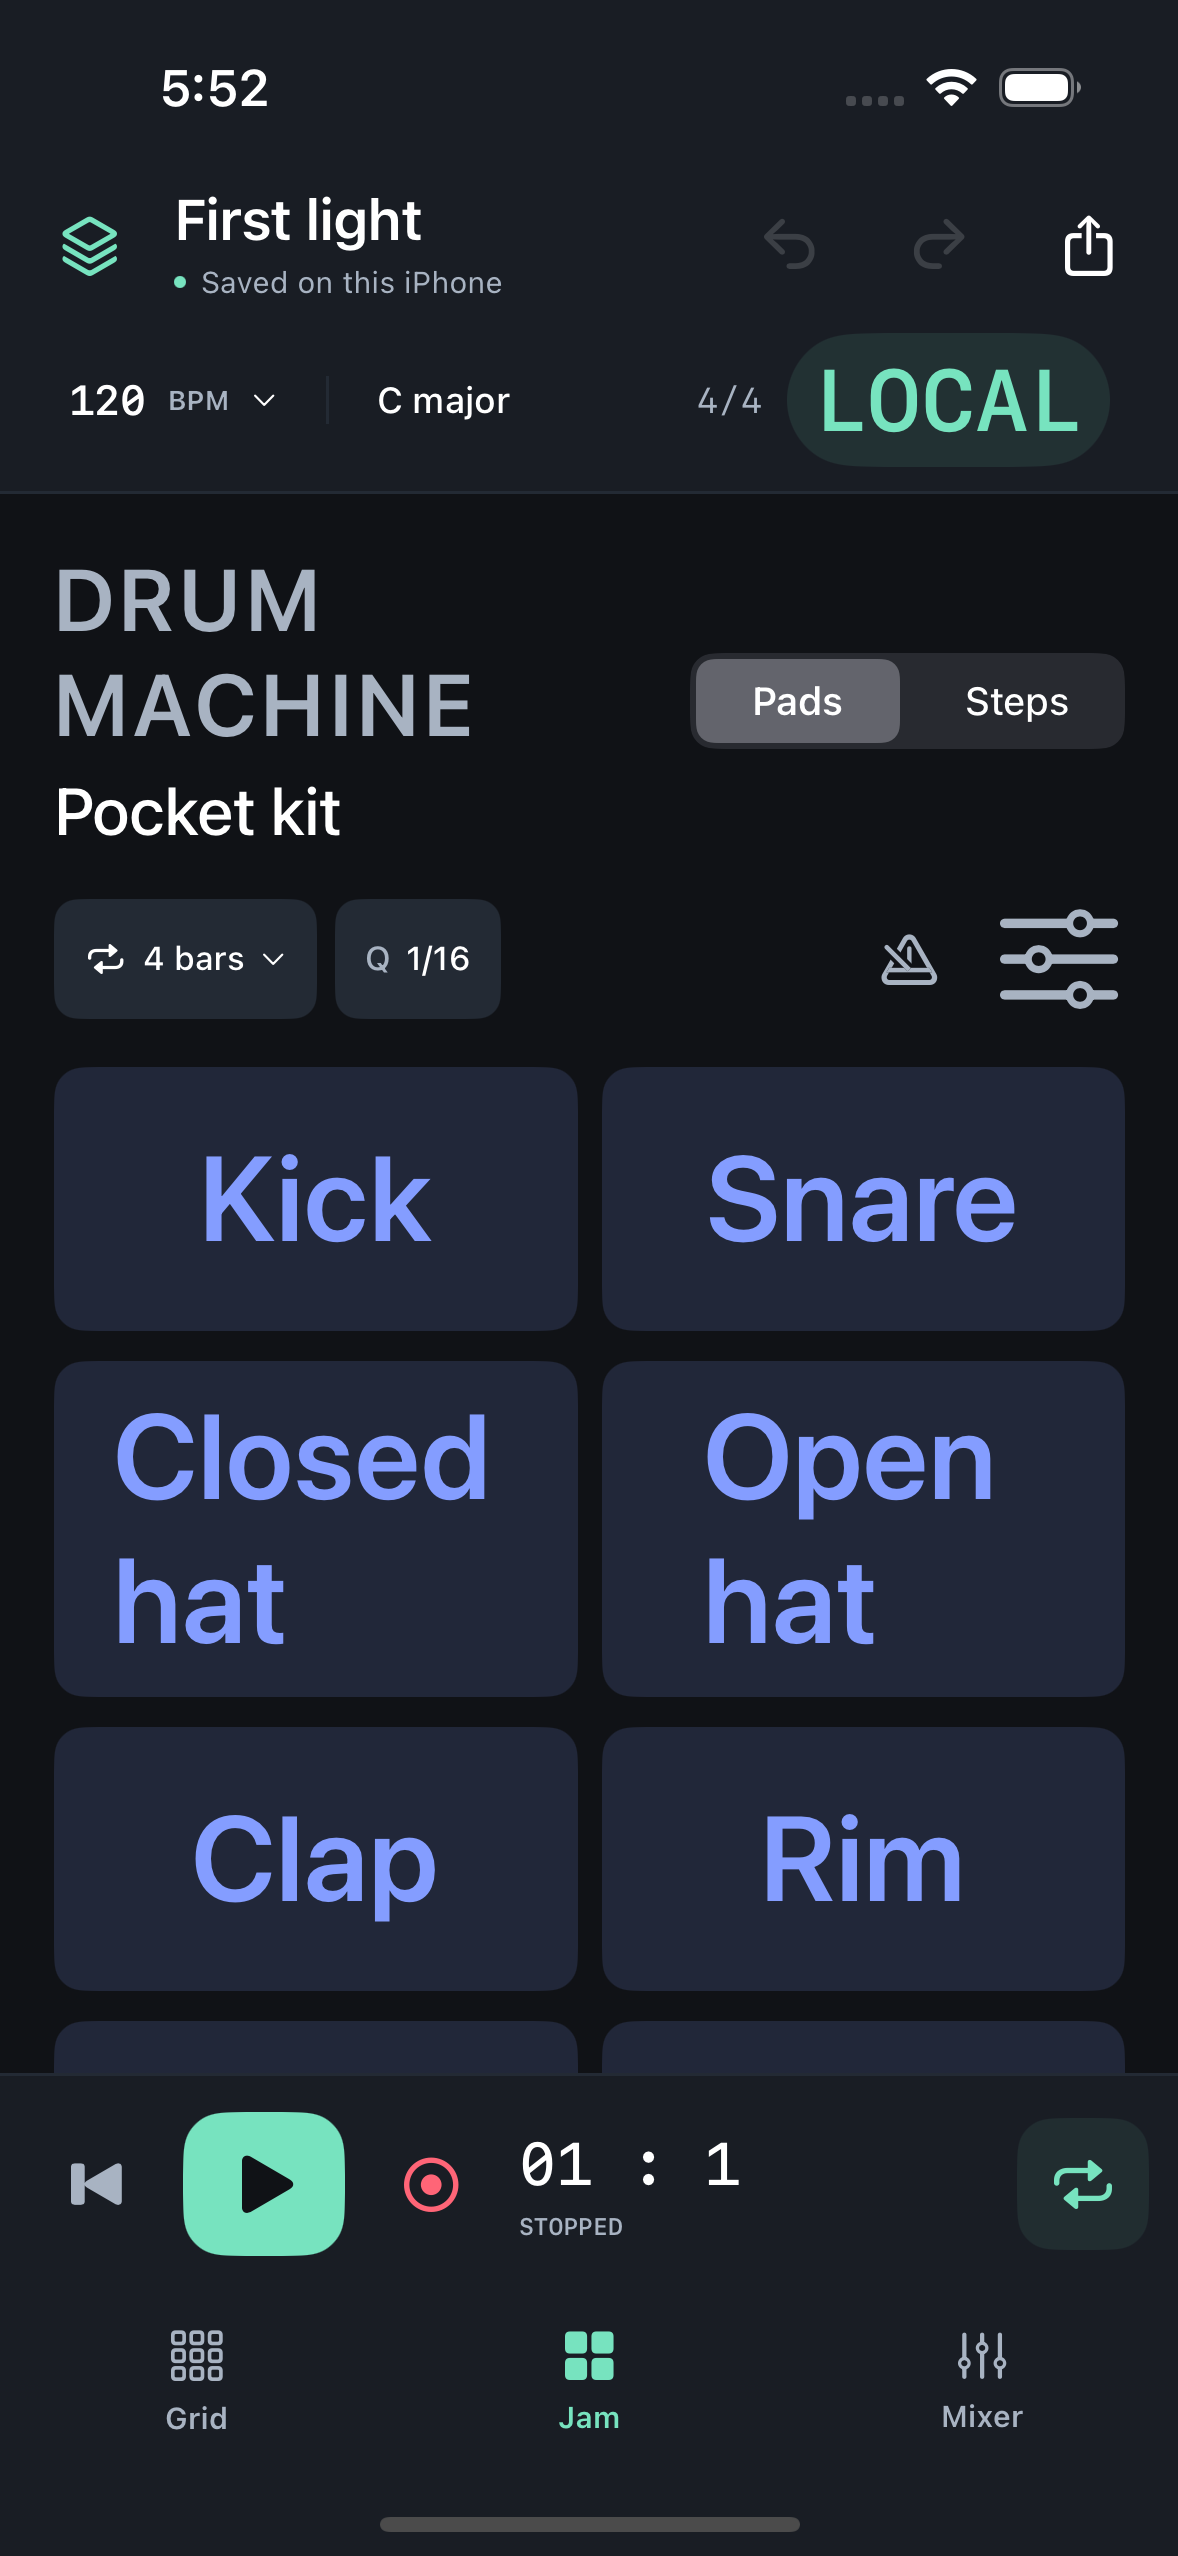 5:52
First light
Saved on this iPhone
120 BPM
C major
4/4
LOCAL
DRUM
MACHINE
Pocket kit
Pads
Steps
4 bars
Q 1/16
Kick
Snare
Closed
hat
Open
hat
Clap
Rim
01 : 1
STOPPED
Grid
Jam
Mixer